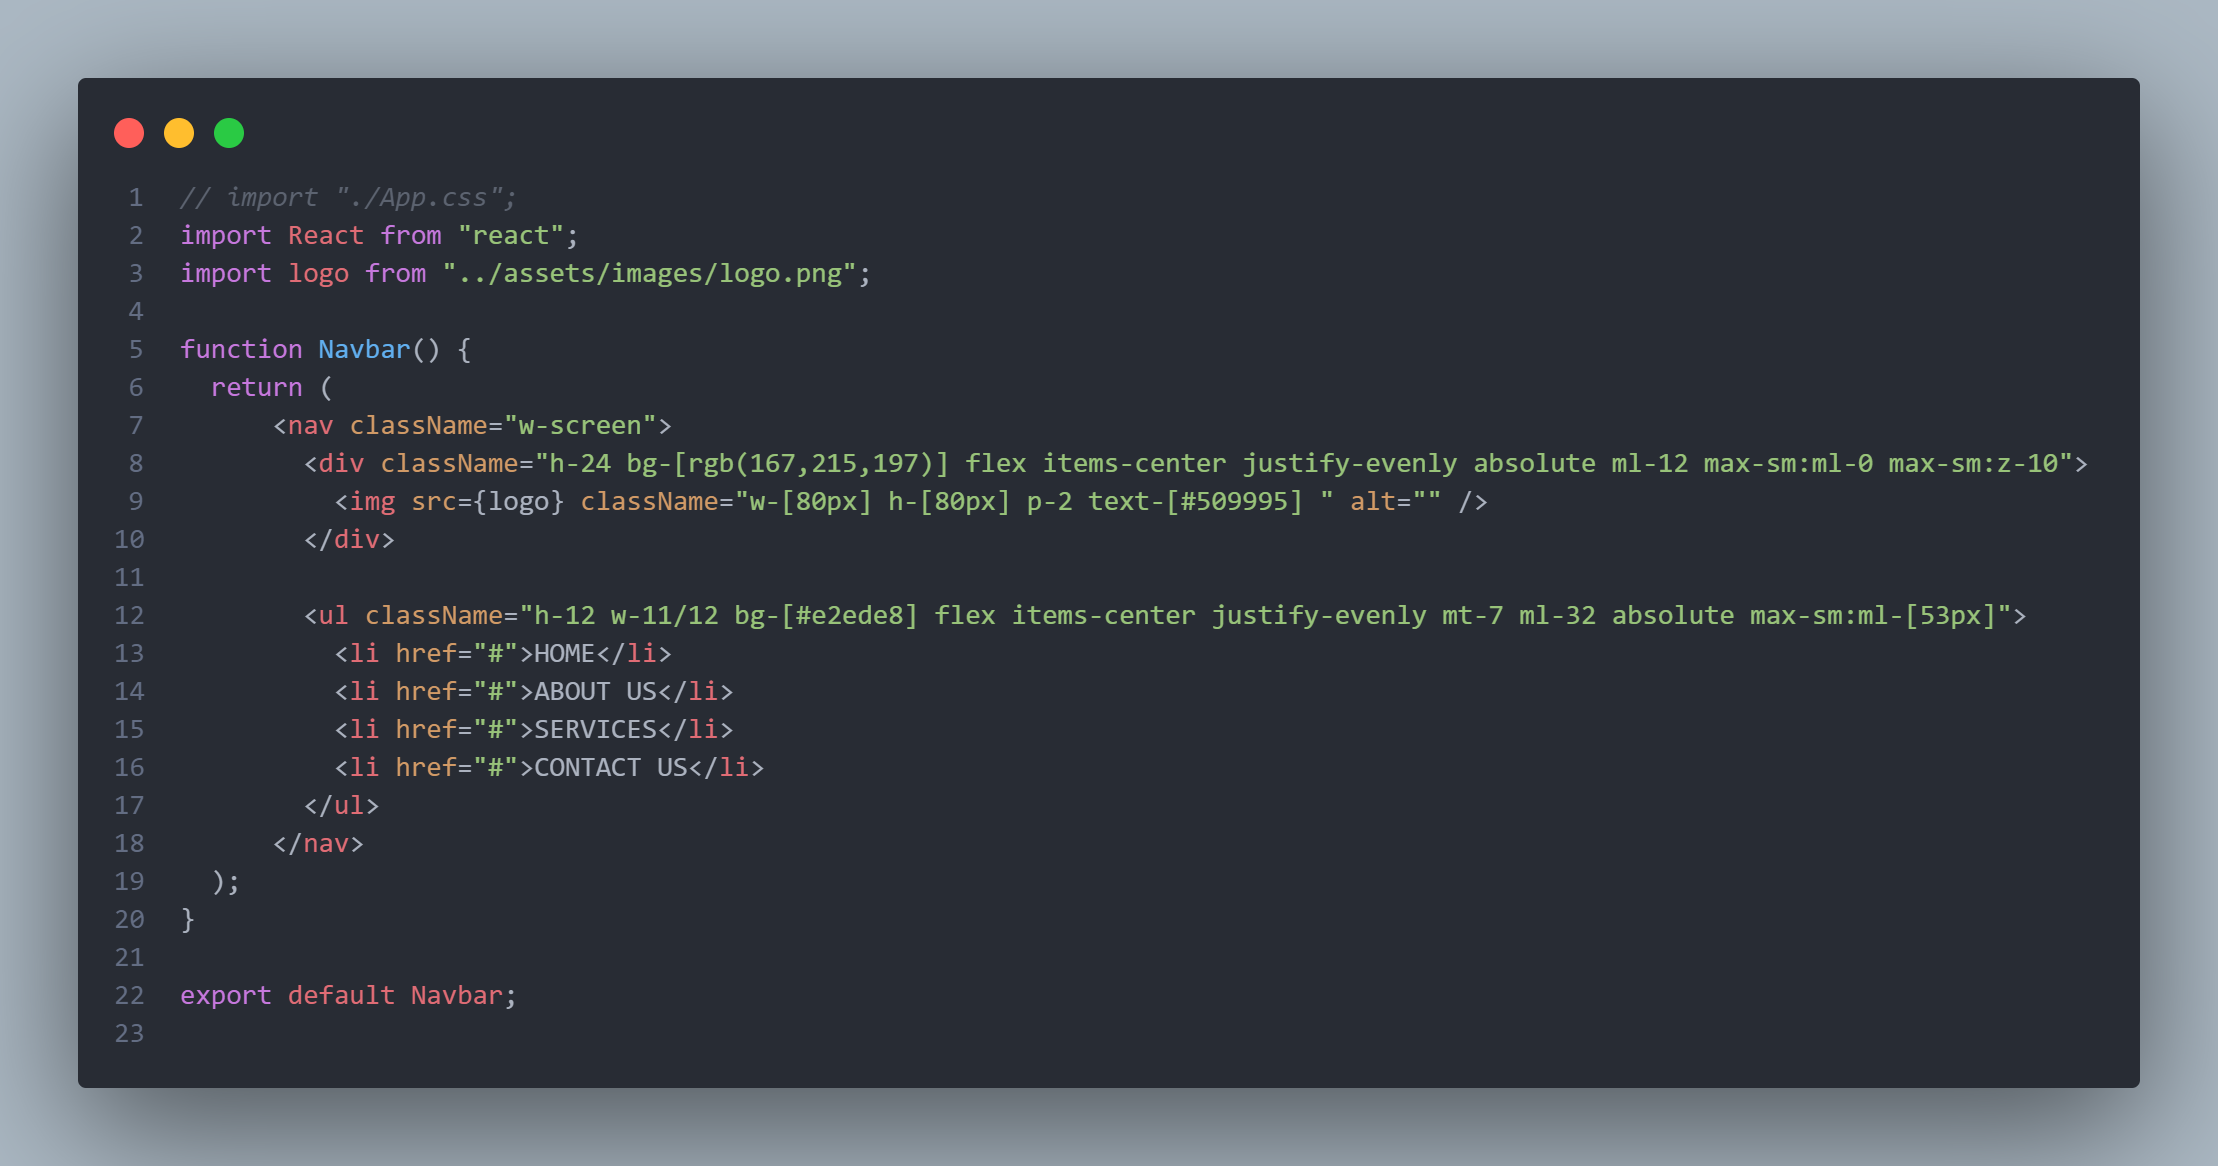 1 // import "./App.css";
2 import React from "react";
3 import logo from "../assets/images/logo.png";
4
5 function Navbar() {
6   return (
7       <nav className="w-screen">
8         <div className="h-24 bg-[rgb(167,215,197)] flex items-center justify-evenly absolute ml-12 max-sm:ml-0 max-sm:z-10">
9           <img src={logo} className="w-[80px] h-[80px] p-2 text-[#509995] " alt="" />
10         </div>
11
12         <ul className="h-12 w-11/12 bg-[#e2ede8] flex items-center justify-evenly mt-7 ml-32 absolute max-sm:ml-[53px]">
13           <li href="#">HOME</li>
14           <li href="#">ABOUT US</li>
15           <li href="#">SERVICES</li>
16           <li href="#">CONTACT US</li>
17         </ul>
18       </nav>
19   );
20 }
21
22 export default Navbar;
23